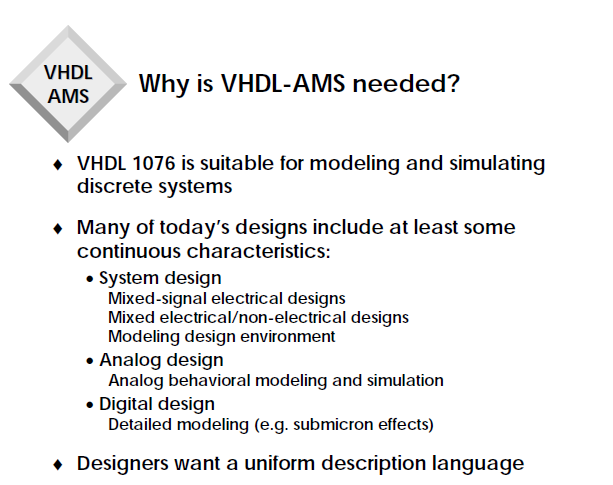 VHDL
AMS
Why is VHDL-AMS needed?
♦ VHDL 1076 is suitable for modeling and simulating
discrete systems
♦ Many of today's designs include at least some
continuous characteristics:
• System design
Mixed-signal electrical designs
Mixed electrical/non-electrical designs
Modeling design environment
• Analog design
Analog behavioral modeling and simulation
• Digital design
Detailed modeling (e.g. submicron effects)
♦ Designers want a uniform description language